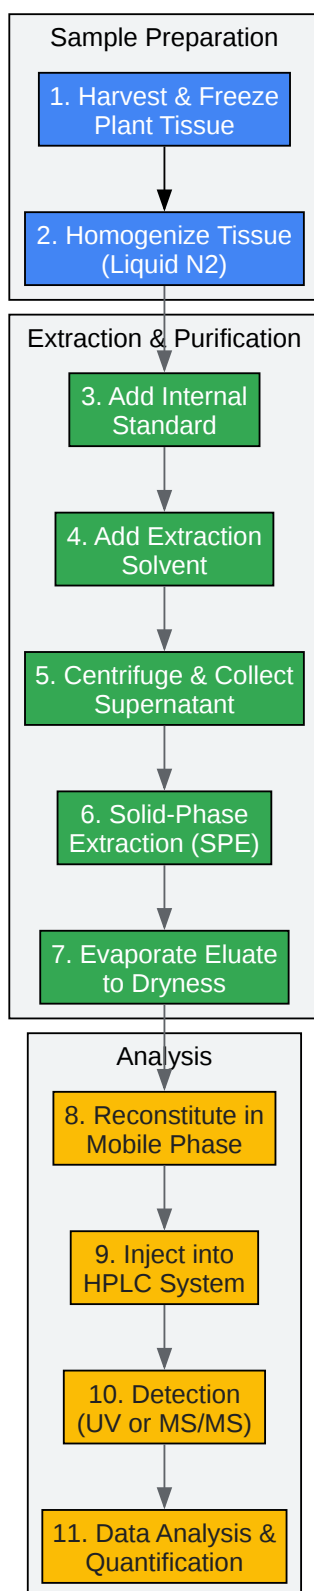 Sample Preparation
1. Harvest & Freeze
Plant Tissue
2. Homogenize Tissue
(Liquid N2)
Extraction & Purification
3. Add Internal
Standard
4. Add Extraction
Solvent
5. Centrifuge & Collect
Supernatant
6. Solid-Phase
Extraction (SPE)
7. Evaporate Eluate
to Dryness
Analysis
8. Reconstitute in
Mobile Phase
9. Inject into
HPLC System
10. Detection
(UV or MS/MS)
11. Data Analysis &
Quantification